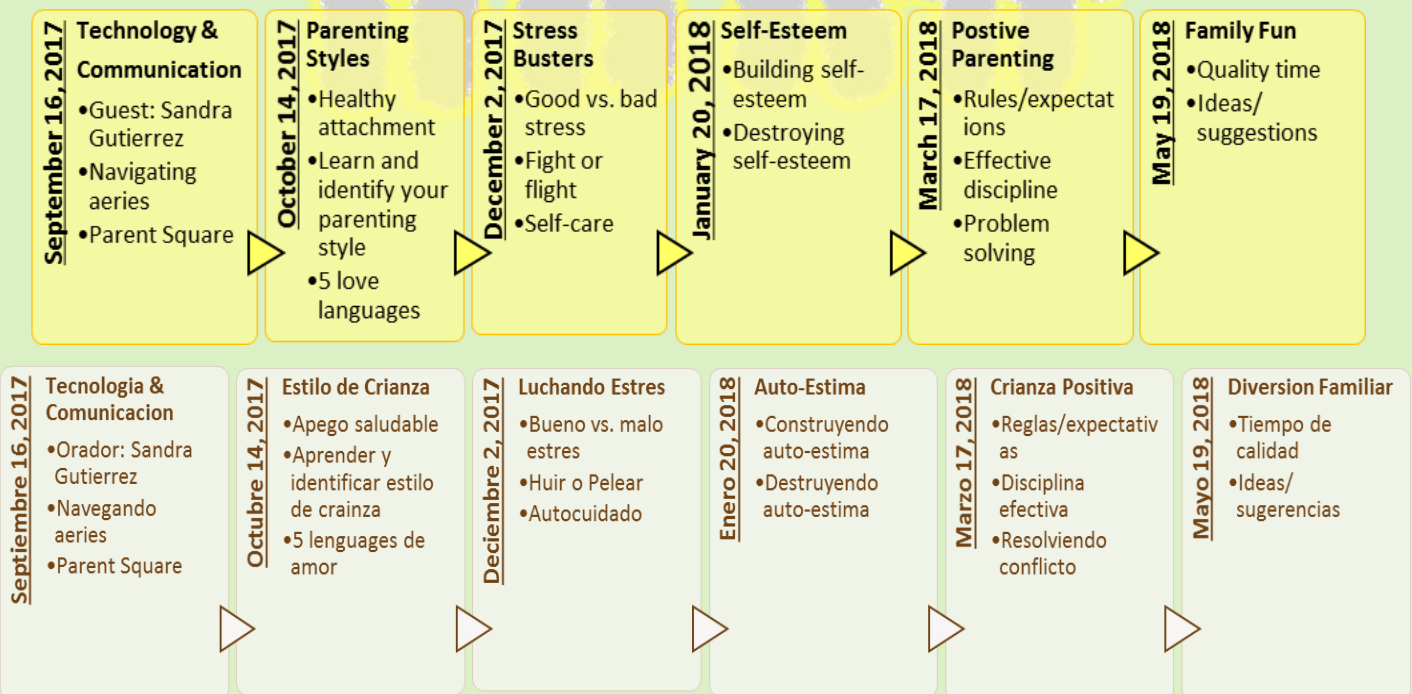 September 16, 2017
Technology &
Communication
•Guest: Sandra
Gutierrez
•Navigating
aeries
•Parent Square
October 14, 2017
Parenting
Styles
•Healthy
attachment
•Learn and
identify your
parenting
style
•5 love
languages
December 2, 2017
Stress
Busters
•Good vs. bad
stress
•Fight or
flight
•Self-care
January 20, 2018
Self-Esteem
•Building self-
esteem
•Destroying
self-esteem
March 17, 2018
Postive
Parenting
•Rules/expectat
ions
•Effective
discipline
•Problem
solving
May 19, 2018
Family Fun
•Quality time
•Ideas/
suggestions
Septiembre 16, 2017
Tecnologia &
Comunicacion
•Orador: Sandra
Gutierrez
•Navegando
aeries
•Parent Square
Octubre 14, 2017
Estilo de Crianza
•Apego saludable
•Aprender y
identificar estilo
de crainza
•5 lenguages de
amor
Deciembre 2, 2017
Luchando Estres
•Bueno vs. malo
estres
•Huir o Pelear
•Autocuidado
Enero 20, 2018
Auto-Estima
•Construyendo
auto-estima
•Destruyendo
auto-estima
Marzo 17, 2018
Crianza Positiva
•Reglas/expectativ
as
•Disciplina
efectiva
•Resolviendo
conflicto
Mayo 19, 2018
Diversion Familiar
•Tiempo de
calidad
•Ideas/
sugerencias